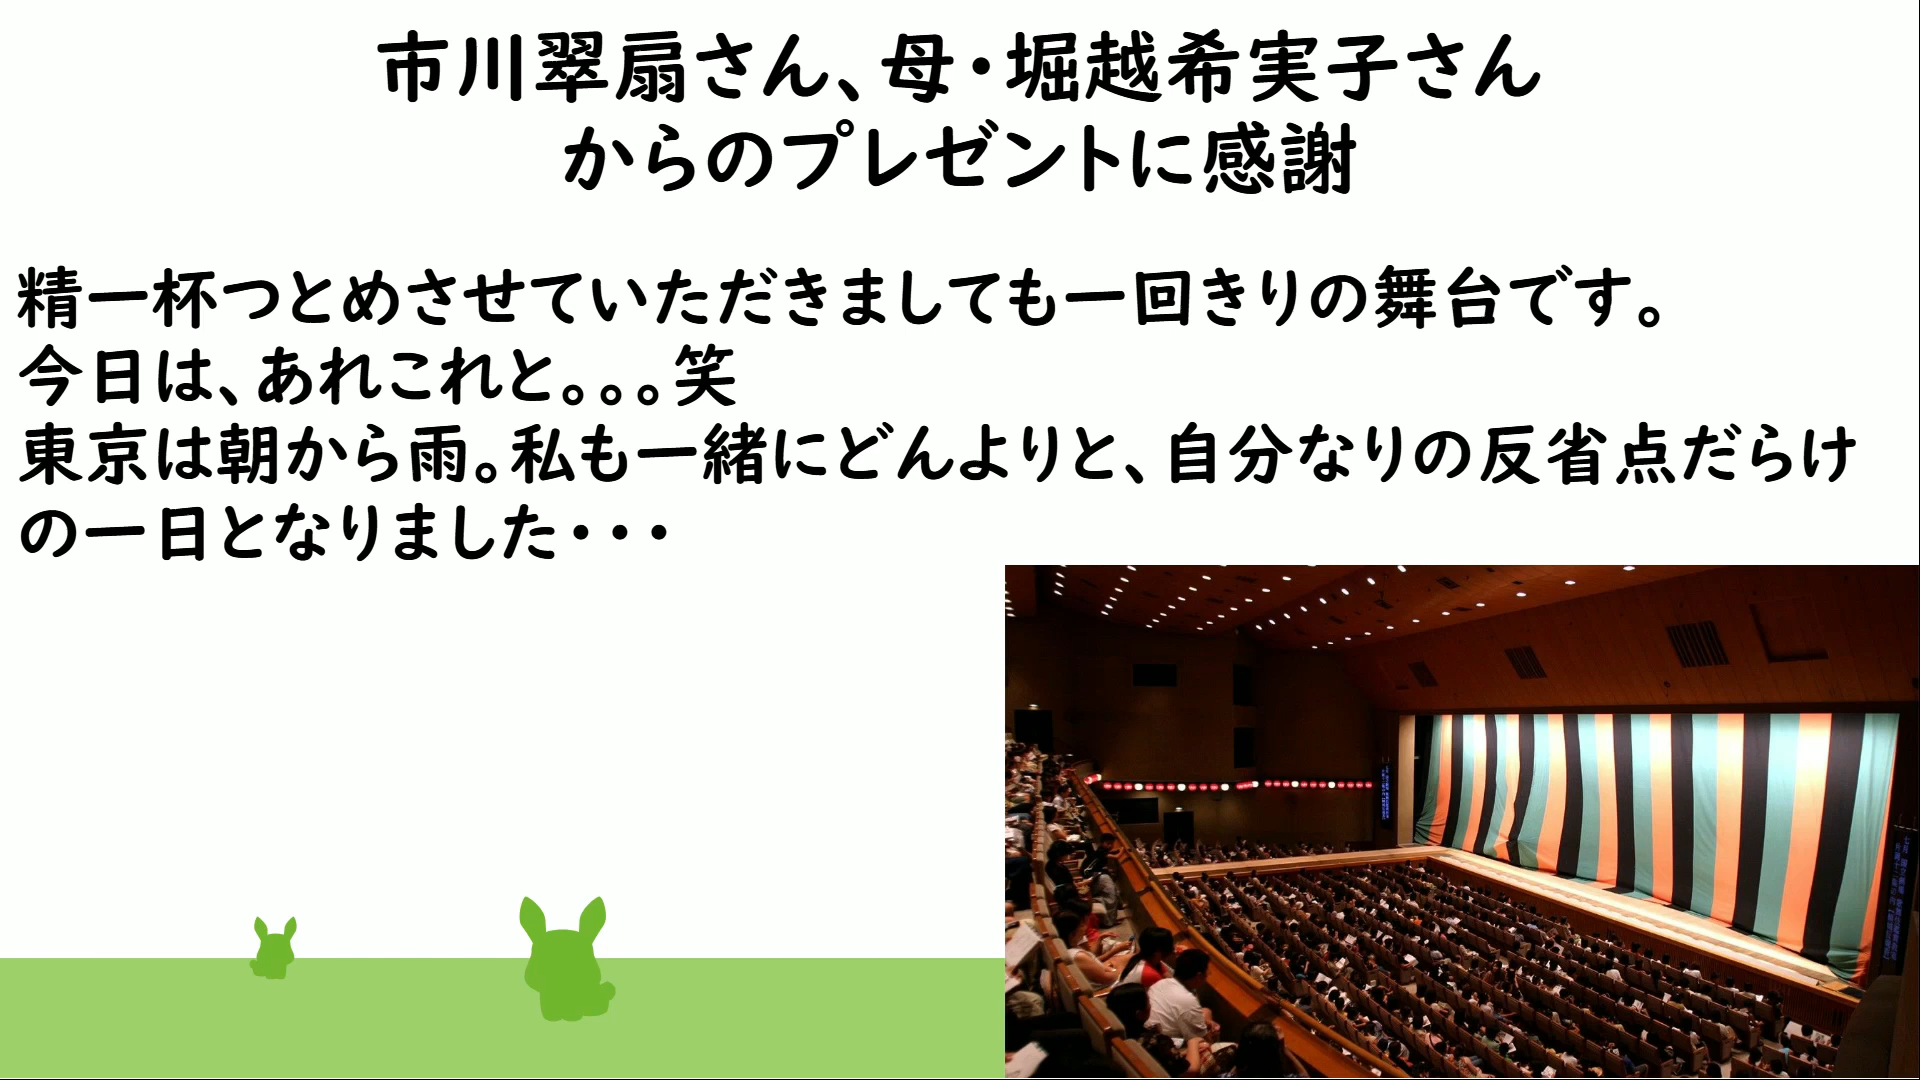 市川翠扇さん、母・堀越希実子さん
からのプレゼントに感謝
精一杯つとめさせていただきましても一回きりの舞台です。
今日は、あれこれと。。。笑
東京は朝から雨。私も一緒にどんよりと、自分なりの反省点だらけ
の一日となりました・・・